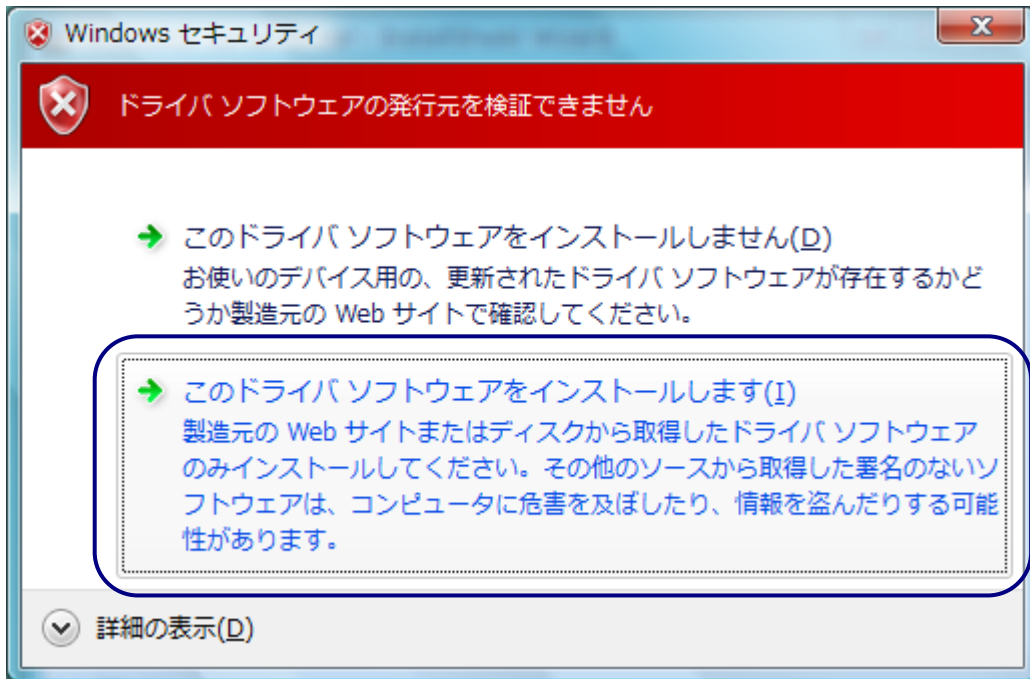 Windows セキュリティ
ドライバ ソフトウェアの発行元を検証できません
このドライバ ソフトウェアをインストールしません(D)
お使いのデバイス用の、更新されたドライバ ソフトウェアが存在するかど
うか製造元の Web サイトで確認してください。
このドライバ ソフトウェアをインストールします(I)
製造元の Web サイトまたはディスクから取得したドライバ ソフトウェア
のみインストールしてください。その他のソースから取得した署名のないソ
フトウェアは、コンピュータに危害を及ぼしたり、情報を盗んだりする可能
性があります。
詳細の表示(D)